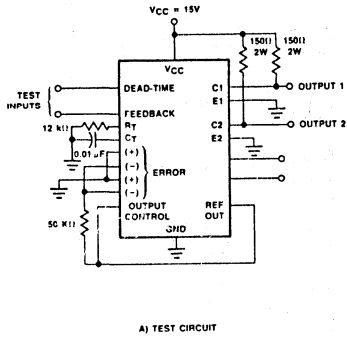 VCC = 15V
150Ω 2W
150Ω 2W
VCC
TEST INPUTS
DEAD-TIME
FEEDBACK
12 kΩ
RT
CT
0.01 µF
(+)
(−)
(+)
(−)
ERROR
50 KΩ
OUTPUT CONTROL
GND
REF OUT
C1
E1
C2
E2
OUTPUT 1
OUTPUT 2
A) TEST CIRCUIT